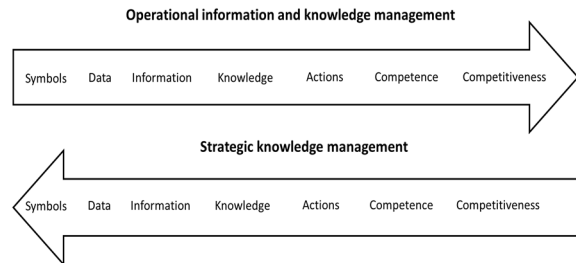 Operational information and knowledge management
Symbols Data Information Knowledge Actions Competence Competitiveness
Strategic knowledge management
Symbols Data Information Knowledge Actions Competence Competitiveness